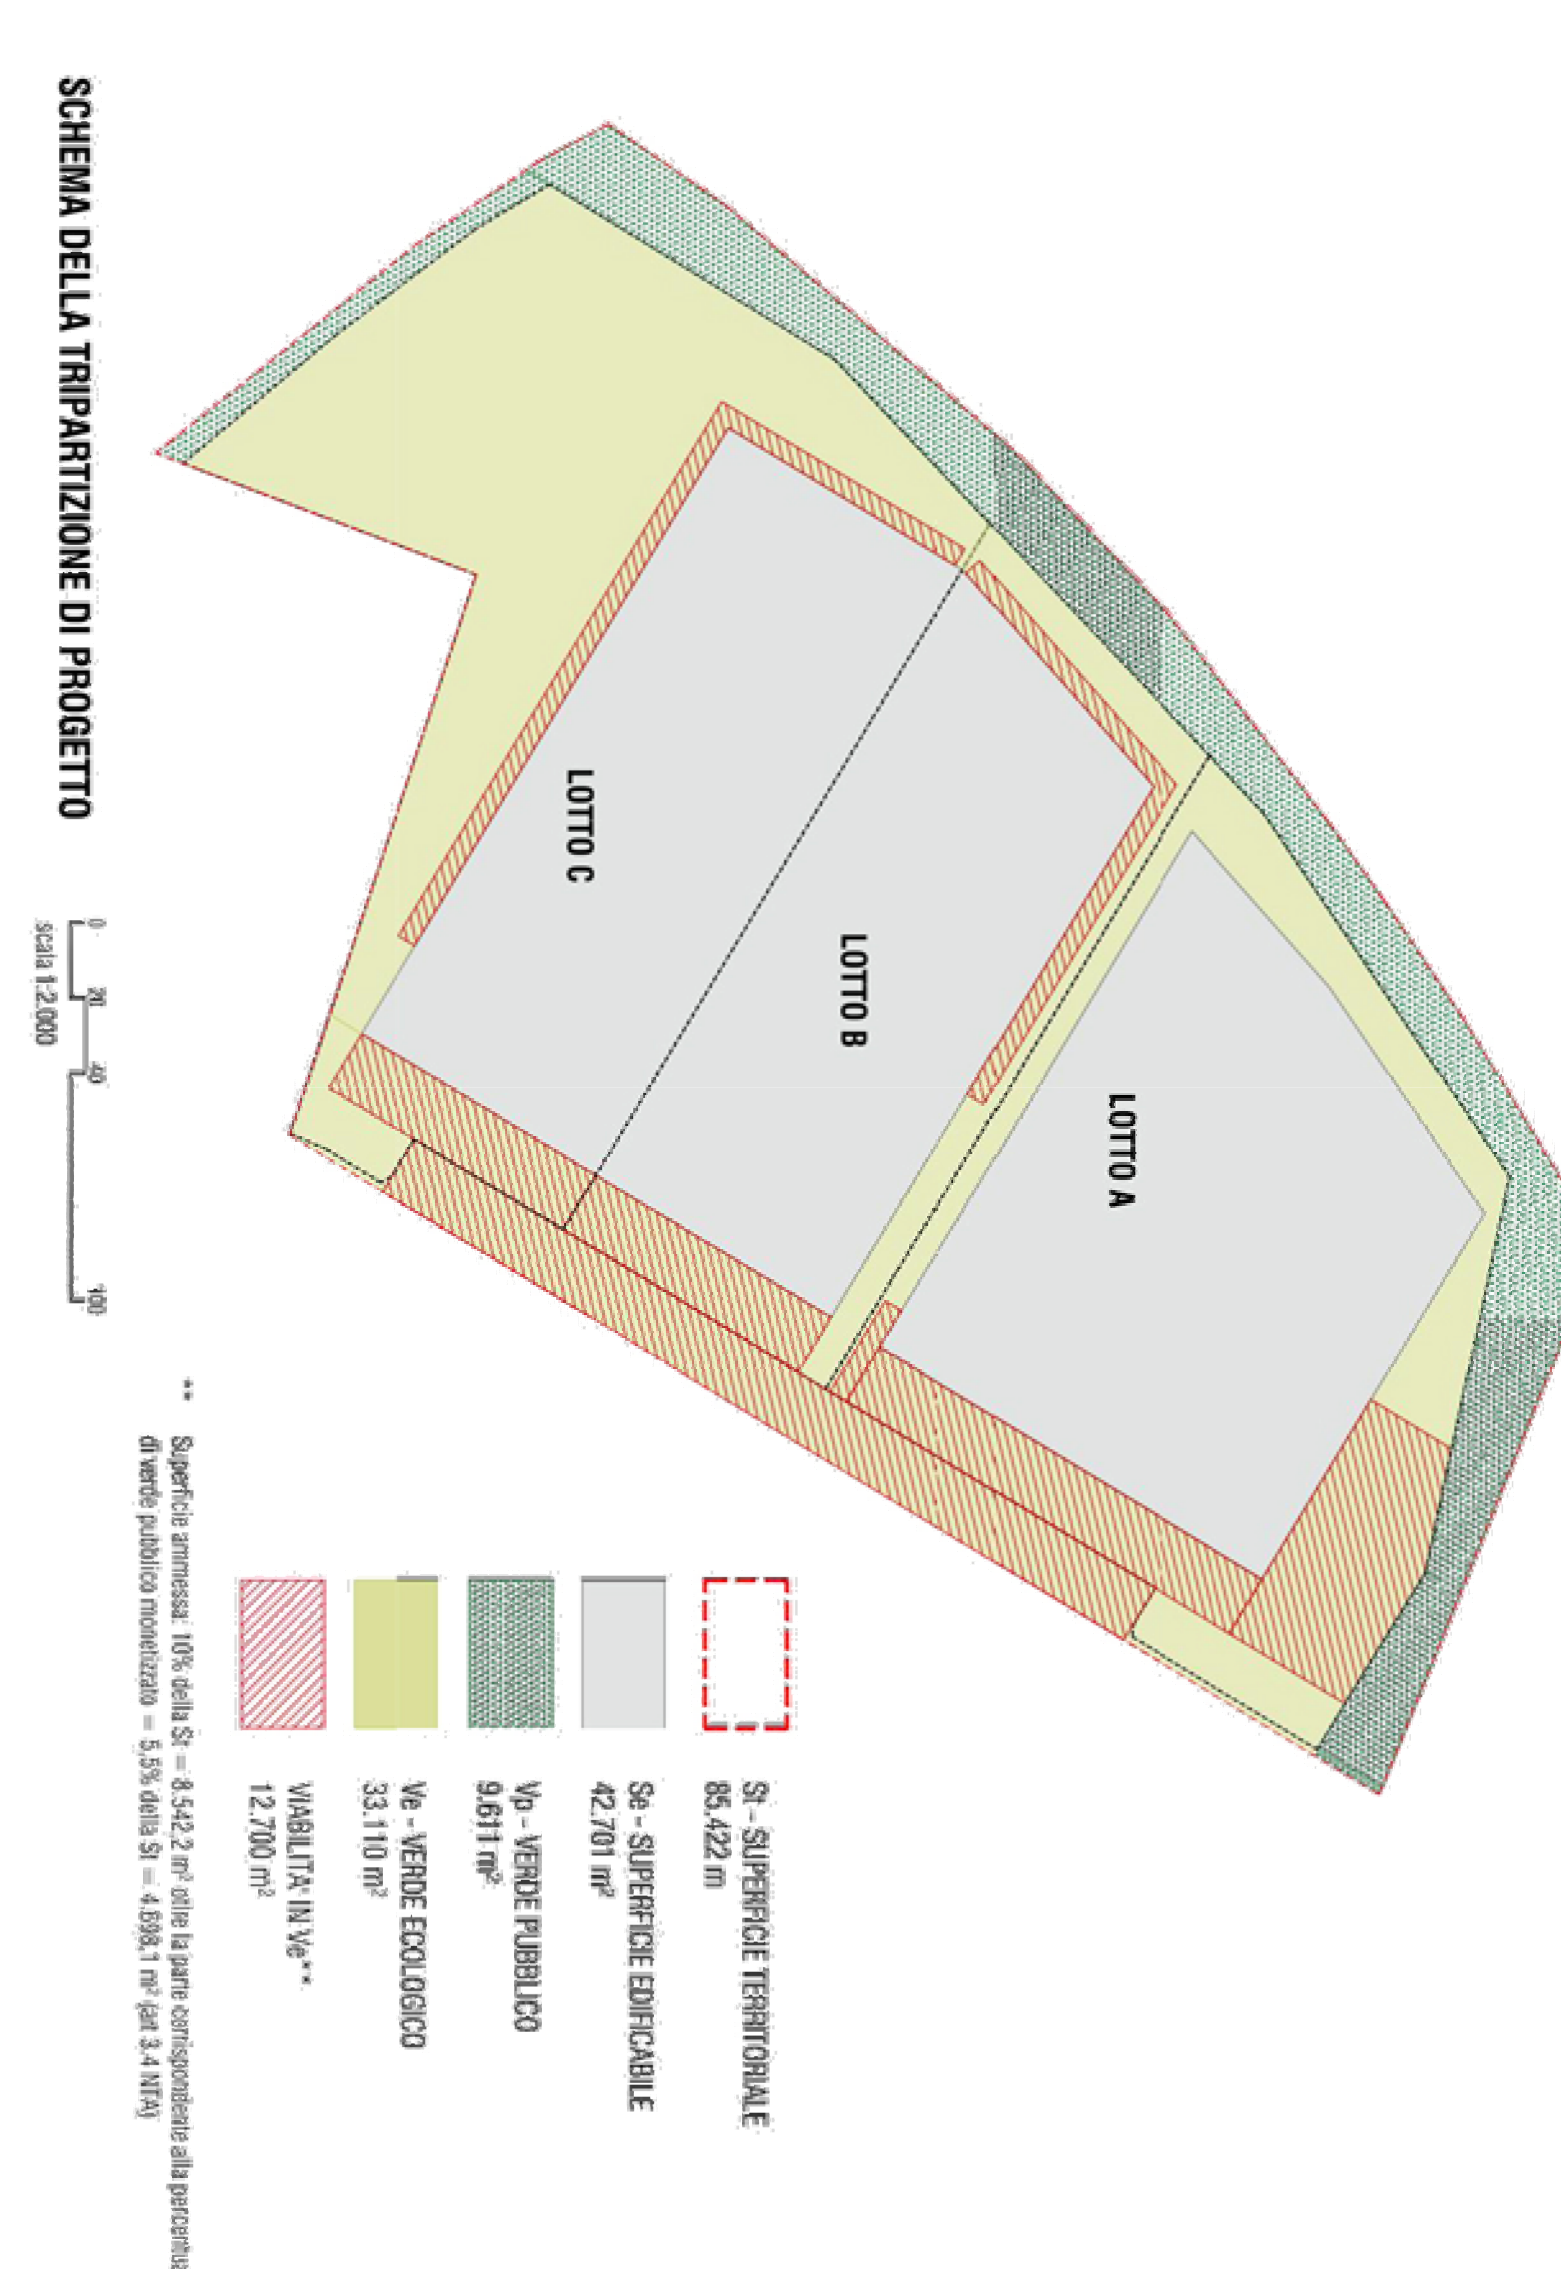 SCHEMA DELLA TRIPARTIZIONE DI PROGETTO
LOTTO A
LOTTO B
LOTTO C
0 20 40 100
scala 1:2.000
St - SUPERFICIE TERRITORIALE
85.422 m
Se - SUPERFICIE EDIFICABILE
42.701 m²
Vp - VERDE PUBBLICO
9.611 m²
Ve - VERDE ECOLOGICO
33.110 m²
VIABILITA' IN Ve**
12.700 m²
** Superficie ammessa: 10% della St = 8.542,2 m² oltre la parte corrispondente alla
di verde pubblico monetizzato = 5,5% della St = 4.698,1 m² (art 3.4 NTA)